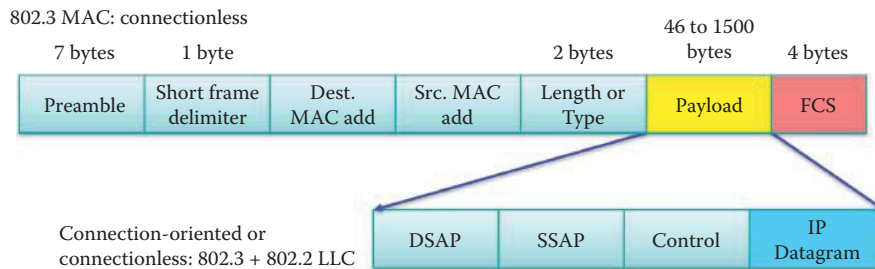 802.3 MAC: connectionless
7 bytes
1 byte
2 bytes
46 to 1500
bytes
4 bytes
Preamble
Short frame
delimiter
Dest.
MAC add
Src. MAC
add
Length or
Type
Payload
FCS
Connection-oriented or
connectionless: 802.3 + 802.2 LLC
DSAP
SSAP
Control
IP
Datagram